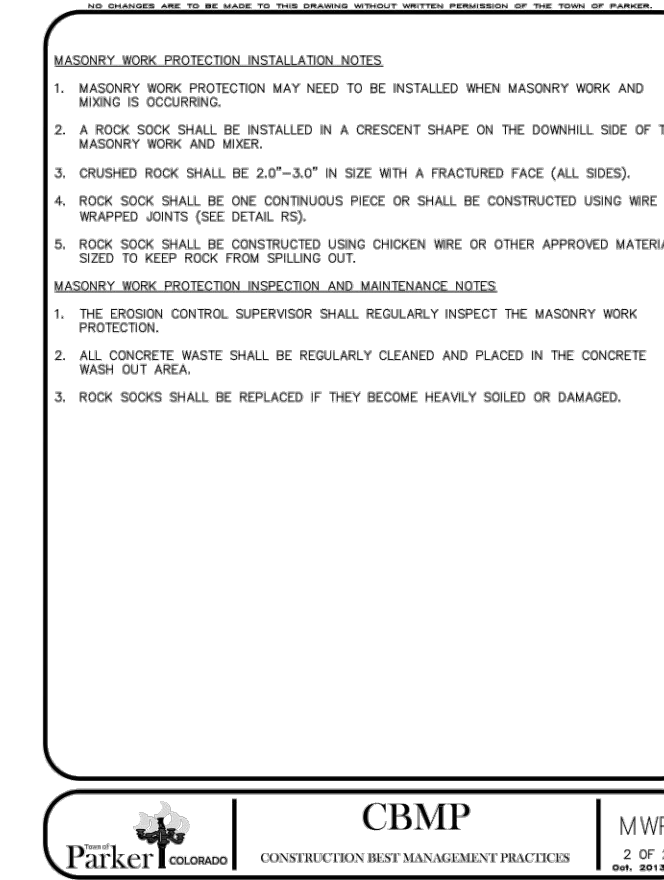 NO CHANGES ARE TO BE MADE TO THIS DRAWING WITHOUT WRITTEN PERMISSION OF THE TOWN OF PARKER.
MASONRY WORK PROTECTION INSTALLATION NOTES
1. MASONRY WORK PROTECTION MAY NEED TO BE INSTALLED WHEN MASONRY WORK AND
MIXING IS OCCURRING.
2. A ROCK SOCK SHALL BE INSTALLED IN A CRESCENT SHAPE ON THE DOWNHILL SIDE OF T
MASONRY WORK AND MIXER.
3. CRUSHED ROCK SHALL BE 2.0"–3.0" IN SIZE WITH A FRACTURED FACE (ALL SIDES).
4. ROCK SOCK SHALL BE ONE CONTINUOUS PIECE OR SHALL BE CONSTRUCTED USING WIRE
WRAPPED JOINTS (SEE DETAIL RS).
5. ROCK SOCK SHALL BE CONSTRUCTED USING CHICKEN WIRE OR OTHER APPROVED MATERIA
SIZED TO KEEP ROCK FROM SPILLING OUT.
MASONRY WORK PROTECTION INSPECTION AND MAINTENANCE NOTES
1. THE EROSION CONTROL SUPERVISOR SHALL REGULARLY INSPECT THE MASONRY WORK
PROTECTION.
2. ALL CONCRETE WASTE SHALL BE REGULARLY CLEANED AND PLACED IN THE CONCRETE
WASH OUT AREA.
3. ROCK SOCKS SHALL BE REPLACED IF THEY BECOME HEAVILY SOILED OR DAMAGED.
Town of
Parker COLORADO
CBMP
CONSTRUCTION BEST MANAGEMENT PRACTICES
MWP
2 OF 2
Oct. 2013